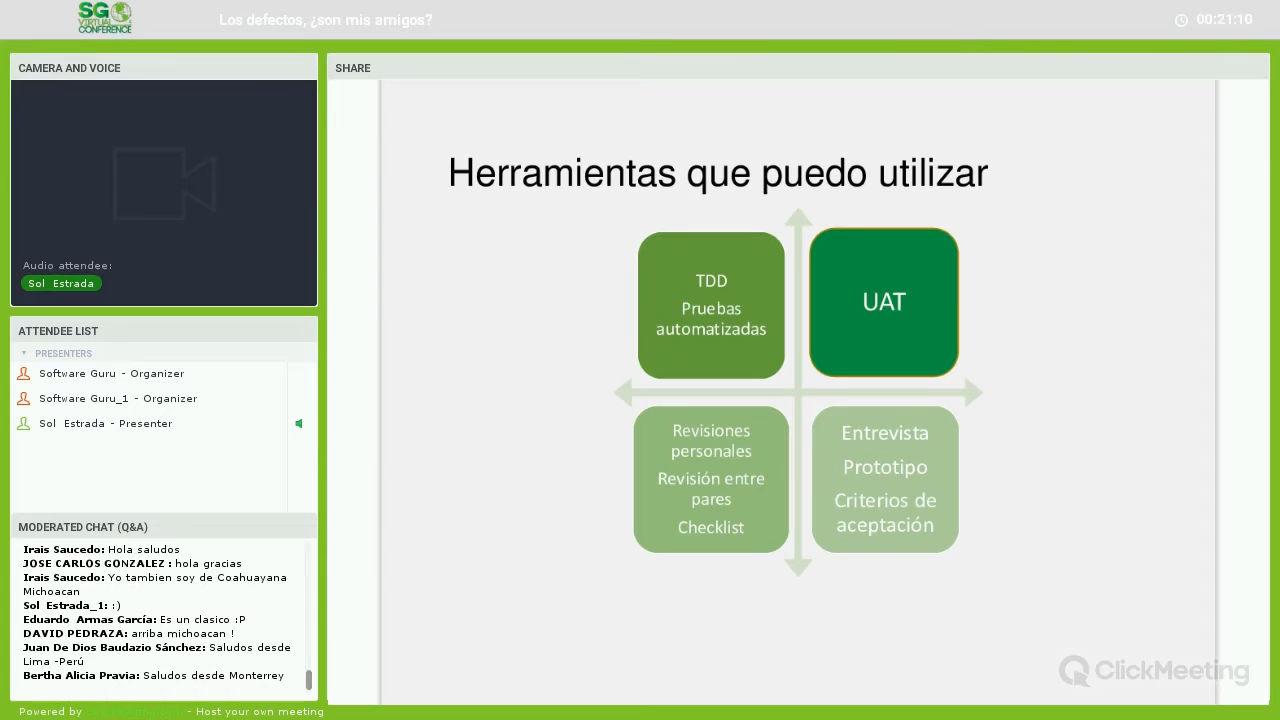 SG
VIRTUAL
CONFERENCE
Los defectos, ¿son mis amigos?
00:21:10
CAMERA AND VOICE
Audio attendee:
Sol Estrada
ATTENDEE LIST
PRESENTERS
Software Guru - Organizer
Software Guru_1 - Organizer
Sol Estrada - Presenter
MODERATED CHAT (Q&A)
Irais Saucedo: Hola saludos
JOSE CARLOS GONZALEZ : hola gracias
Irais Saucedo: Yo tambien soy de Coahuayana
Michoacan
Sol Estrada_1: :)
Eduardo Armas García: Es un clasico :P
DAVID PEDRAZA: arriba michoacan !
Juan De Dios Baudazio Sánchez: Saludos desde
Lima -Perú
Bertha Alicia Pravia: Saludos desde Monterrey
Powered by
- Host your own meeting
SHARE
Herramientas que puedo utilizar
TDD
Pruebas
automatizadas
UAT
Revisiones
personales
Revisión entre
pares
Checklist
Entrevista
Prototipo
Criterios de
aceptación
ClickMeeting